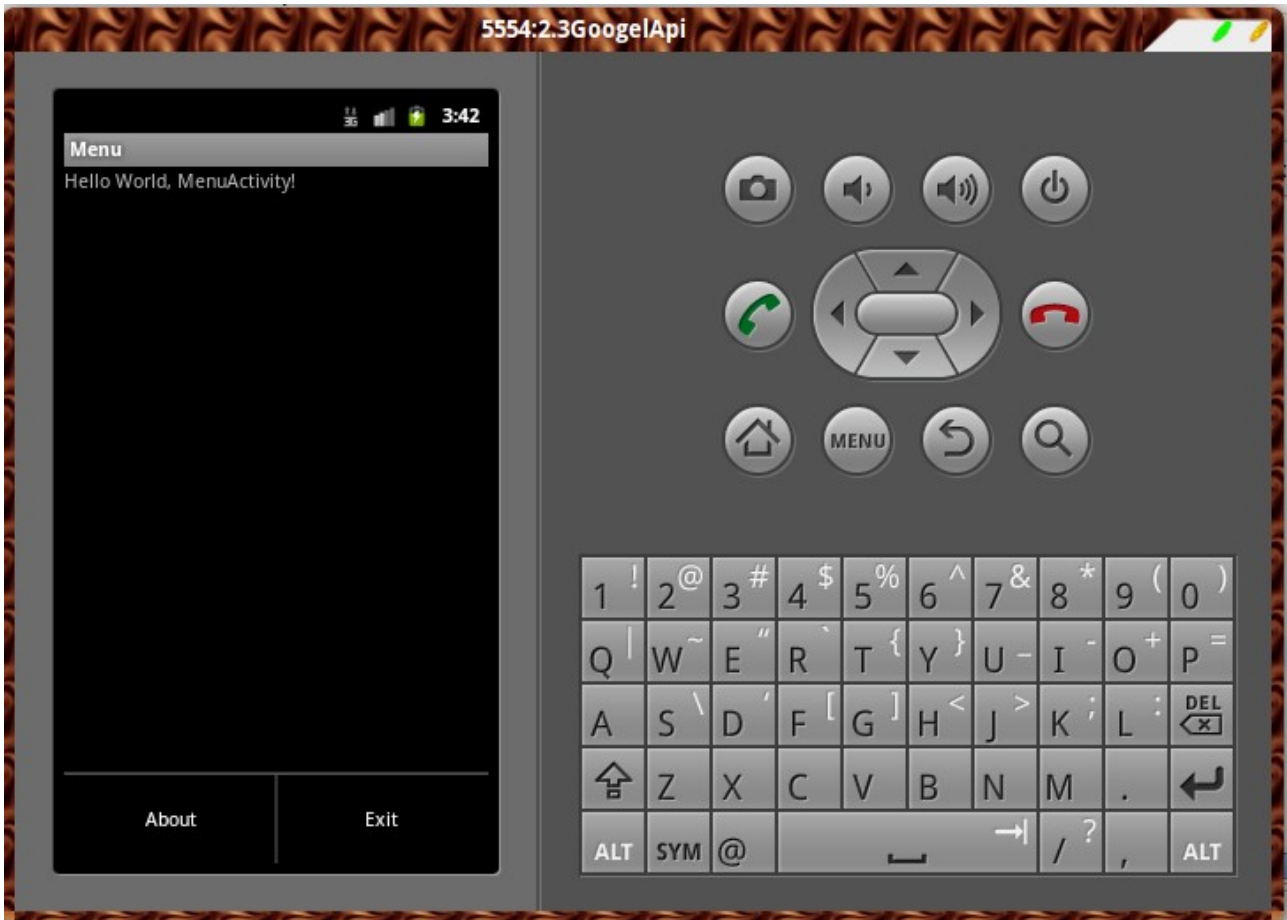 5554:2.3GoogelApi
3G 3:42
Menu
Hello World, MenuActivity!
About Exit
MENU
1 ! 2 @ 3 # 4 $ 5 % 6 ^ 7 & 8 * 9 ( 0 )
Q | W ~ E " R ` T { Y } U _ I - O + P =
A S \ D ' F [ G ] H < J > K ; L : DEL
Z X C V B N M .
ALT SYM @ / ? , ALT